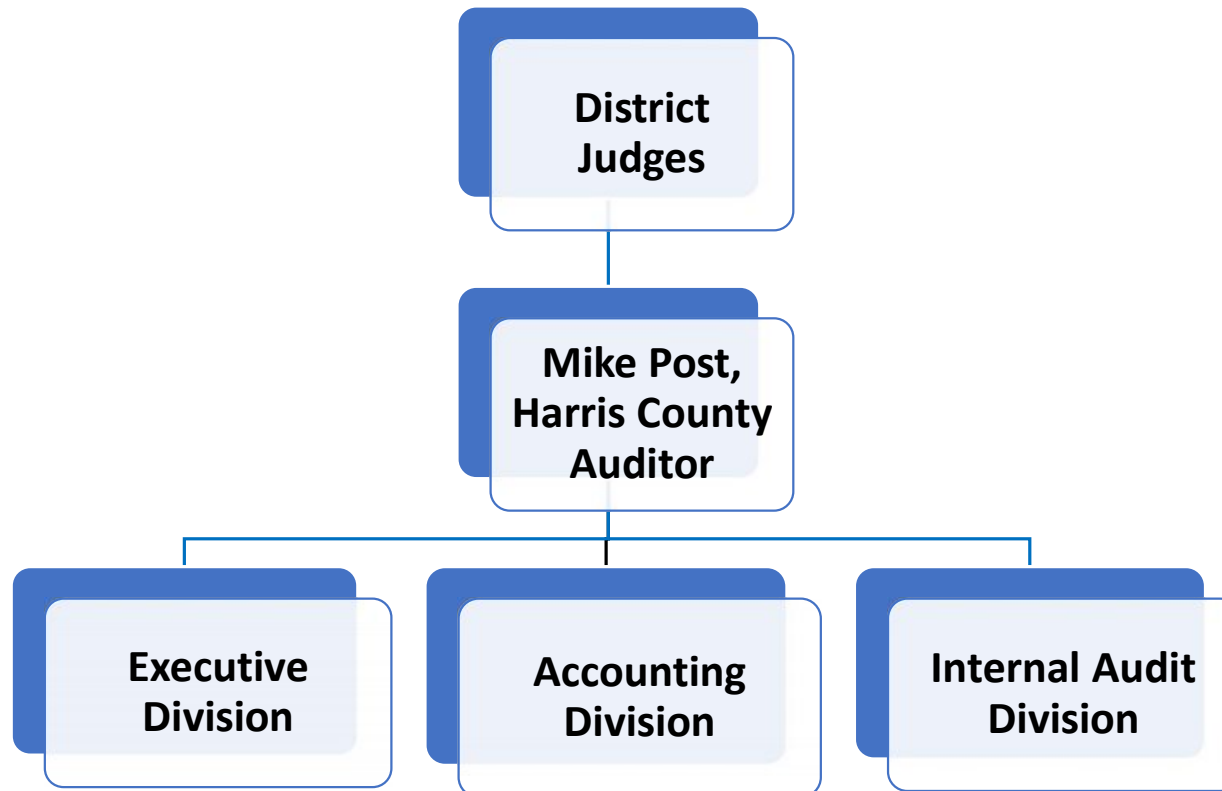 District
Judges
Mike Post,
Harris County
Auditor
Executive
Division
Accounting
Division
Internal Audit
Division